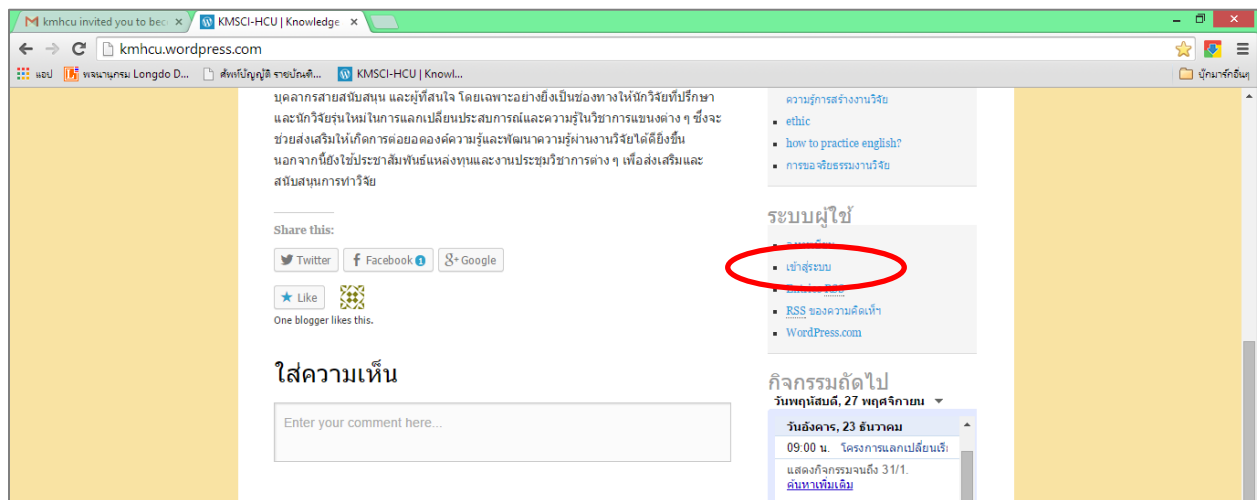 kmhcu invited you to beco
KMSCI-HCU | Knowledge
kmhcu.wordpress.com
แอป พจนานุกรม Longdo D... ศัพท์บัญญัติ ราชบัณฑิ... KMSCI-HCU | Knowl... บุ๊กมาร์กอื่นๆ
บุคลากรสายสนับสนุน และผู้ที่สนใจ โดยเฉพาะอย่างยิ่งเป็นช่องทางให้นักวิจัยที่ปรึกษา
และนักวิจัยรุ่นใหม่ในการแลกเปลี่ยนประสบการณ์และความรู้ในวิชาการแขนงต่าง ๆ ซึ่งจะ
ช่วยส่งเสริมให้เกิดการต่อยอดองค์ความรู้และพัฒนาความรู้ผ่านงานวิจัยได้ดียิ่งขึ้น
นอกจากนี้ยังใช้ประชาสัมพันธ์แหล่งทุนและงานประชุมวิชาการต่าง ๆ เพื่อส่งเสริมและ
สนับสนุนการทำวิจัย
Share this:
Twitter Facebook 1 Google
Like
One blogger likes this.
ใส่ความเห็น
Enter your comment here...
ความรู้การสร้างงานวิจัย
ethic
how to practice english?
การขอจริยธรรมงานวิจัย
ระบบผู้ใช้
เข้าสู่ระบบ
Entries RSS
RSS ของความคิดเห็น
WordPress.com
กิจกรรมถัดไป
วันพฤหัสบดี, 27 พฤศจิกายน
วันอังคาร, 23 ธันวาคม
09:00 น. โครงการแลกเปลี่ยนเรี
แสดงกิจกรรมจนถึง 31/1.
ค้นหาเพิ่มเติม